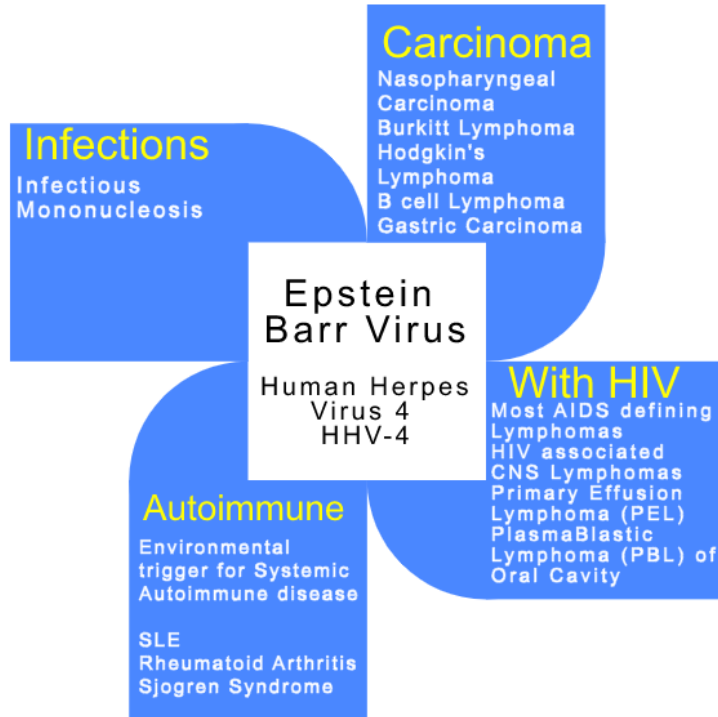 Carcinoma
Nasopharyngeal
Carcinoma
Burkitt Lymphoma
Hodgkin's
Lymphoma
B cell Lymphoma
Gastric Carcinoma
Infections
Infectious
Mononucleosis
Epstein
Barr Virus
Human Herpes
Virus 4
HHV-4
With HIV
Most AIDS defining
Lymphomas
HIV associated
CNS Lymphomas
Primary Effusion
Lymphoma (PEL)
PlasmaBlastic
Lymphoma (PBL) of
Oral Cavity
Autoimmune
Environmental
trigger for Systemic
Autoimmune disease
SLE
Rheumatoid Arthritis
Sjogren Syndrome